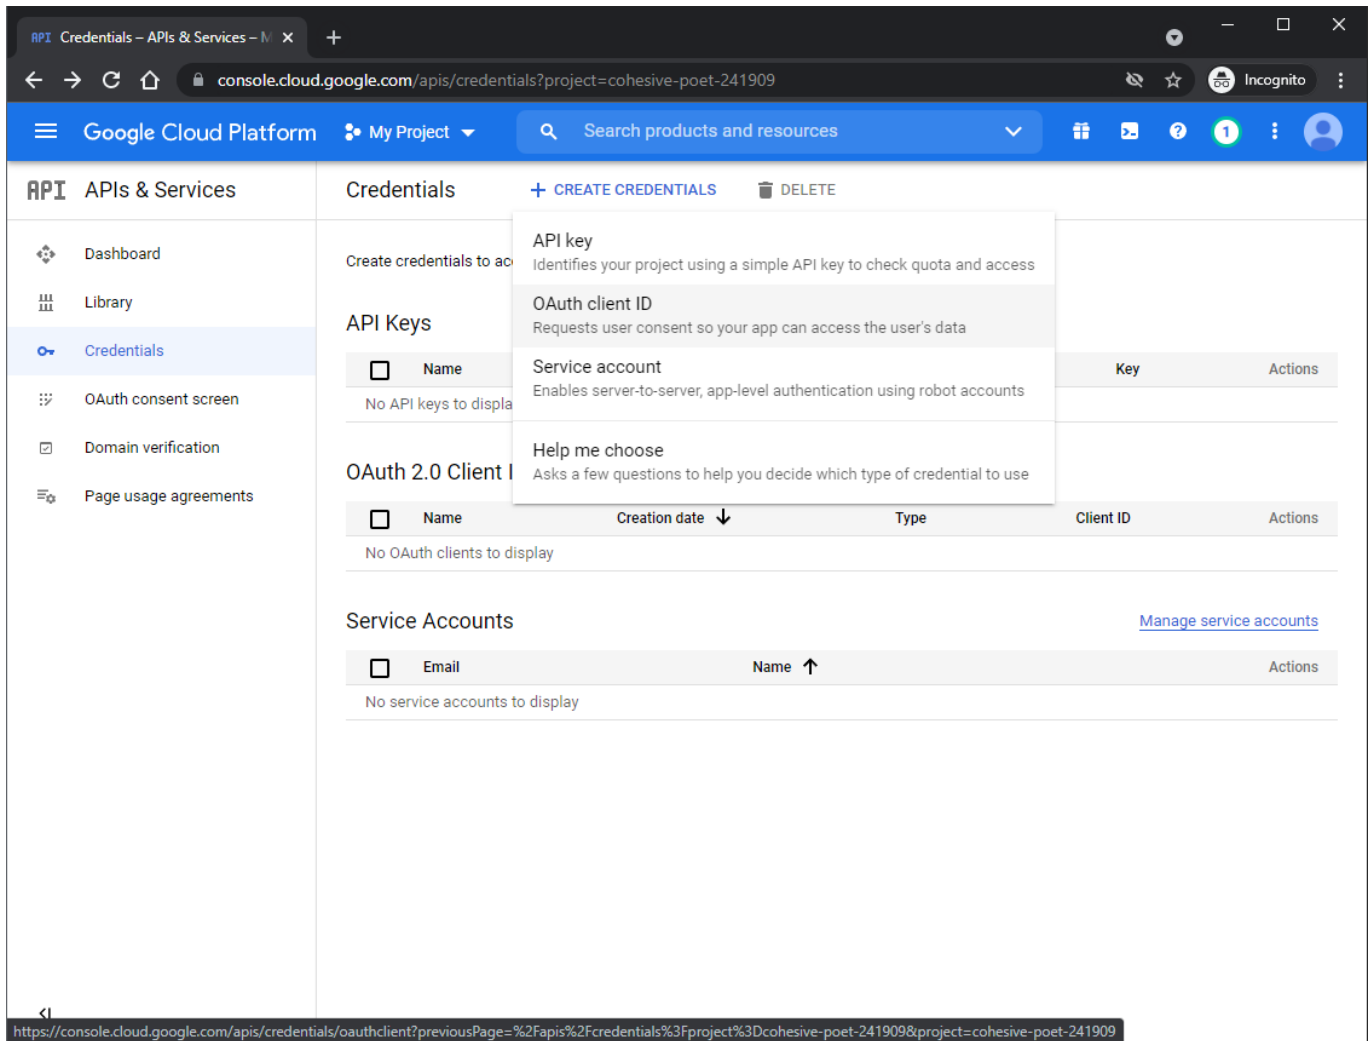 API Credentials – APIs & Services – M
console.cloud.google.com/apis/credentials?project=cohesive-poet-241909
Incognito
Google Cloud Platform
My Project
Search products and resources
1
API APIs & Services
Credentials
CREATE CREDENTIALS
DELETE
Dashboard
Library
Credentials
OAuth consent screen
Domain verification
Page usage agreements
Create credentials to ac
API key
Identifies your project using a simple API key to check quota and access
OAuth client ID
Requests user consent so your app can access the user's data
Service account
Enables server-to-server, app-level authentication using robot accounts
Help me choose
Asks a few questions to help you decide which type of credential to use
API Keys
Name Key Actions
No API keys to displa
OAuth 2.0 Client I
Name Creation date Type Client ID Actions
No OAuth clients to display
Service Accounts
Manage service accounts
Email Name Actions
No service accounts to display
https://console.cloud.google.com/apis/credentials/oauthclient?previousPage=%2Fapis%2Fcredentials%3Fproject%3Dcohesive-poet-241909&project=cohesive-poet-241909